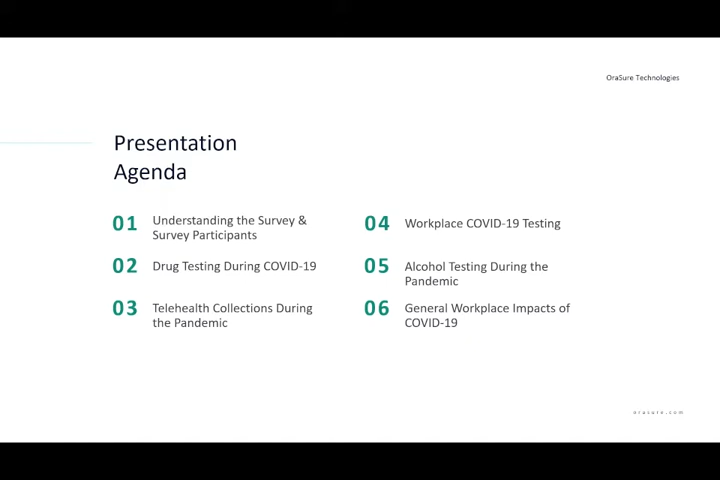 OraSure Technologies
Presentation
Agenda
01 Understanding the Survey &
Survey Participants
02 Drug Testing During COVID-19
03 Telehealth Collections During
the Pandemic
04 Workplace COVID-19 Testing
05 Alcohol Testing During the
Pandemic
06 General Workplace Impacts of
COVID-19
orasure.com